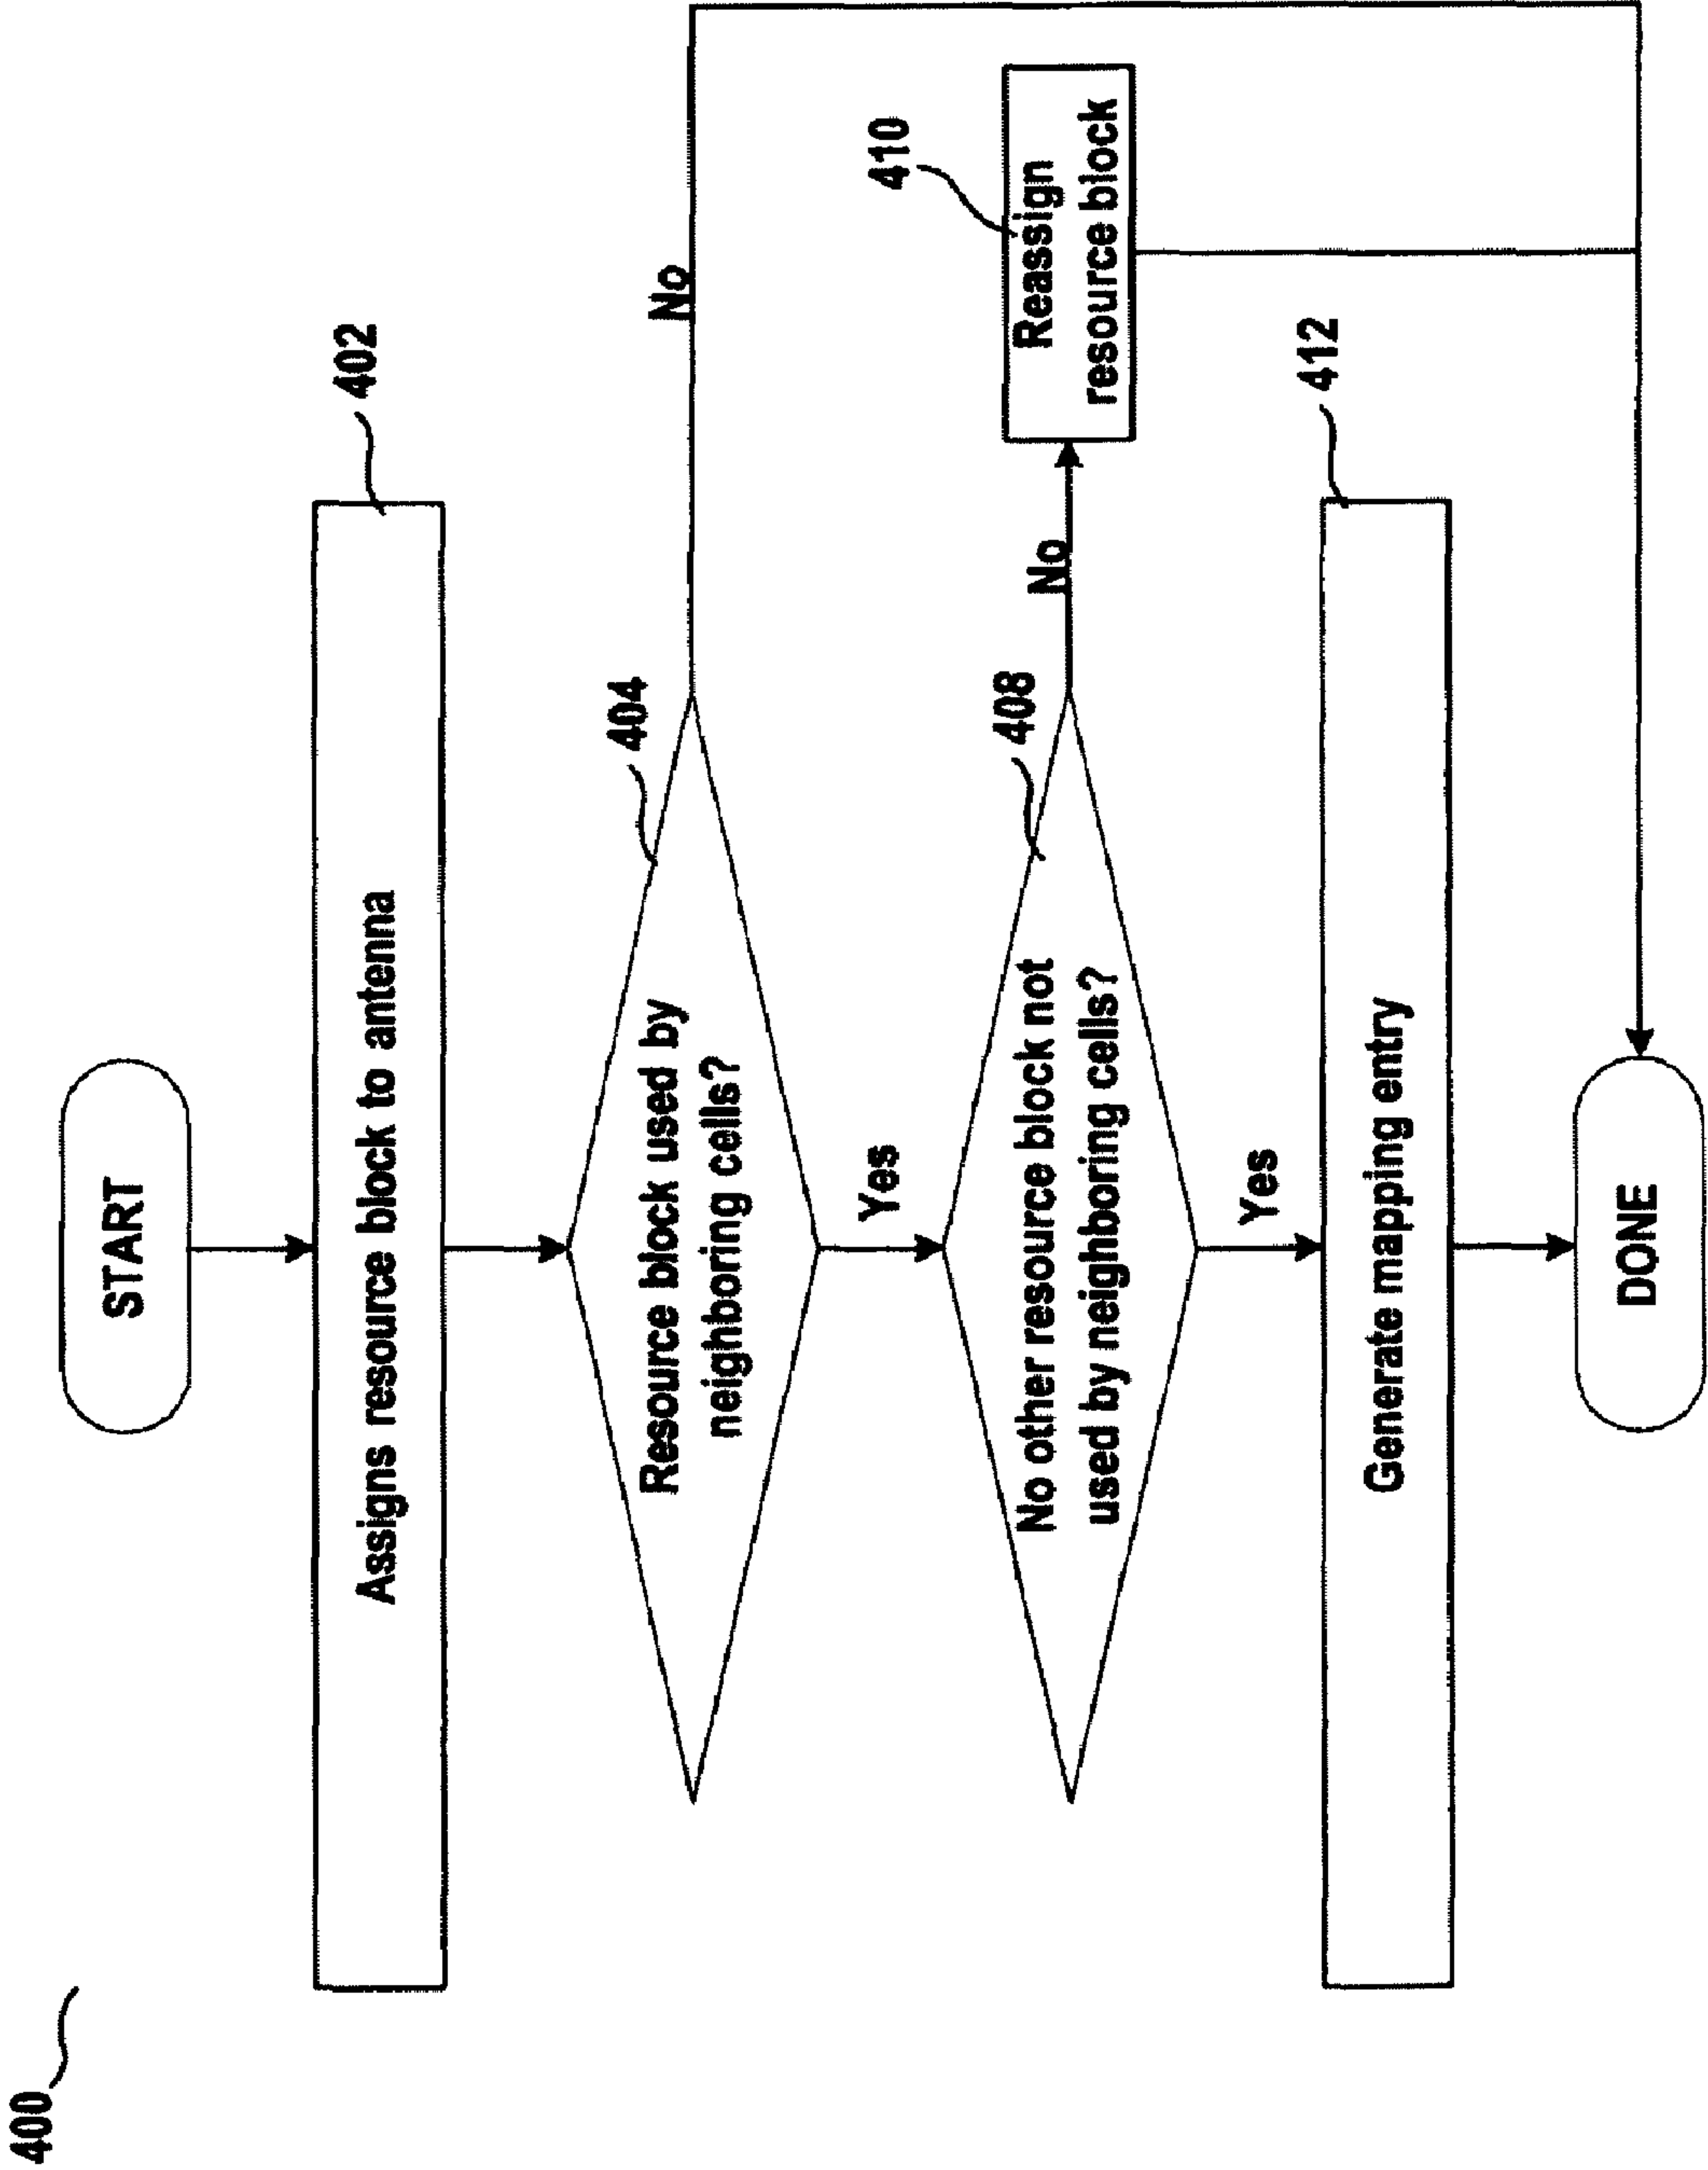 400
START
402
Assigns resource block to antenna
404
Resource block used by
neighboring cells?
No
Yes
408
No other resource block not
used by neighboring cells?
No
410
Reassign
resource block
Yes
412
Generate mapping entry
DONE